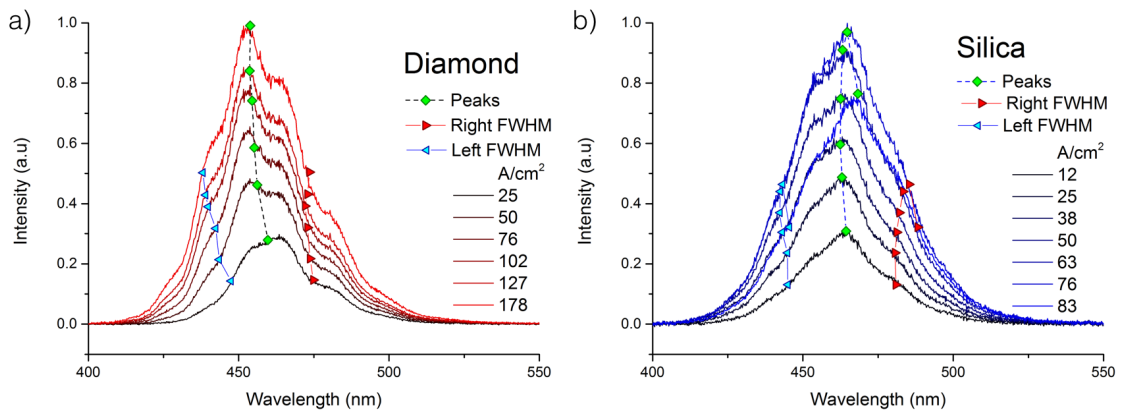 a)
Diamond
Peaks
Right FWHM
Left FWHM
A/cm²
25
50
76
102
127
178
Intensity (a.u)
1.0
0.8
0.6
0.4
0.2
0.0
400 450 500 550
Wavelength (nm)
b)
Silica
Peaks
Right FWHM
Left FWHM
A/cm²
12
25
38
50
63
76
83
Intensity (a.u)
1.0
0.8
0.6
0.4
0.2
0.0
400 450 500 550
Wavelength (nm)